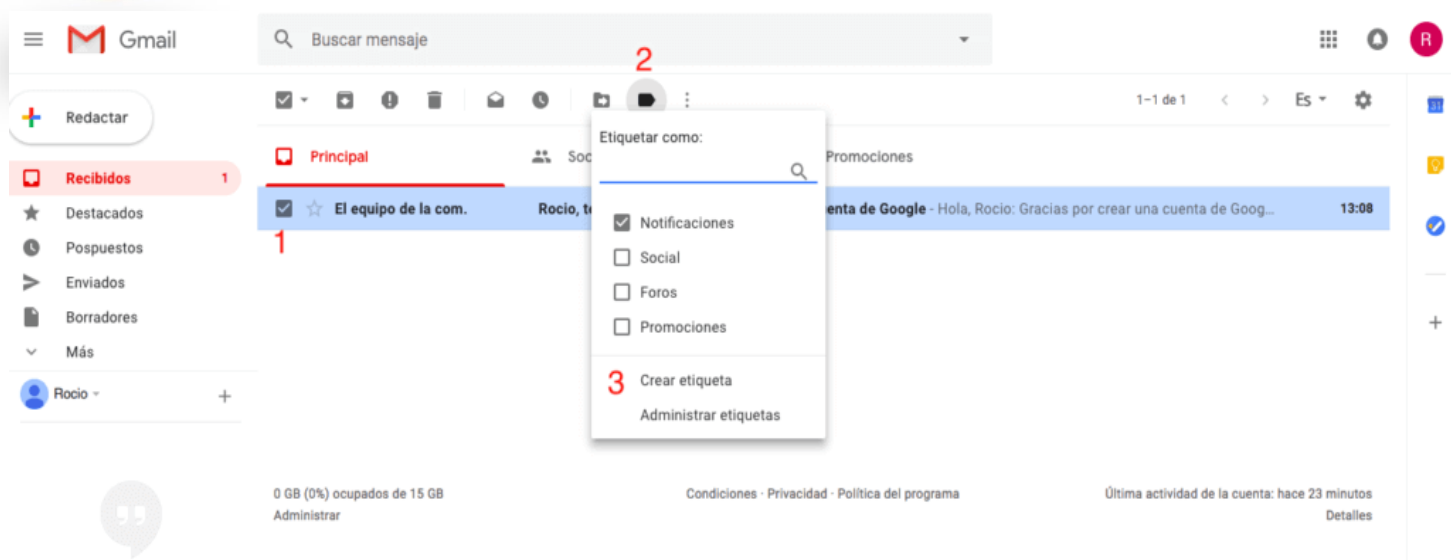 Gmail
Buscar mensaje
R
2
Redactar
1–1 de 1
Es
31
Etiquetar como:
Principal
Soc
Promociones
Recibidos 1
El equipo de la com. Rocio, t
enta de Google - Hola, Rocio: Gracias por crear una cuenta de Goog... 13:08
1
Destacados
Pospuestos
Enviados
Borradores
Más
Rocio
Notificaciones
Social
Foros
Promociones
3 Crear etiqueta
Administrar etiquetas
0 GB (0%) ocupados de 15 GB
Administrar
Condiciones · Privacidad · Política del programa
Última actividad de la cuenta: hace 23 minutos
Detalles